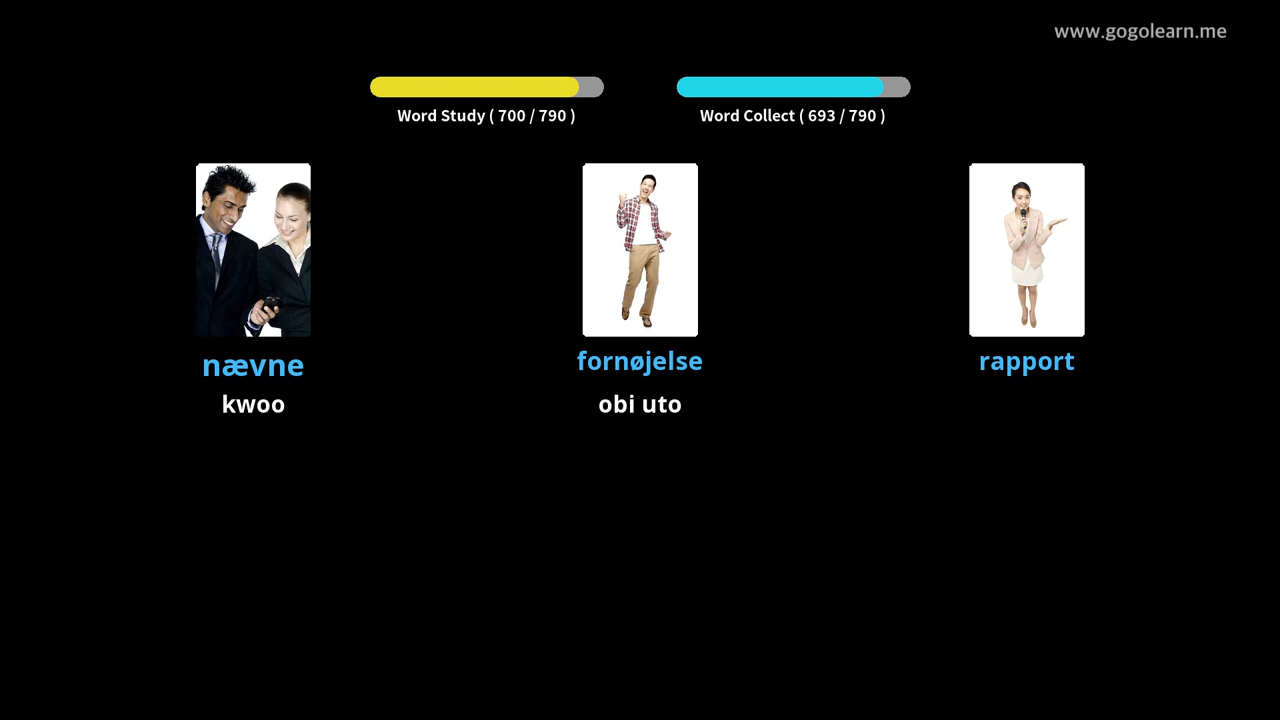 www.gogolearn.me
Word Study ( 700 / 790 )
Word Collect ( 693 / 790 )
nævne
fornøjelse
rapport
kwoo
obi uto